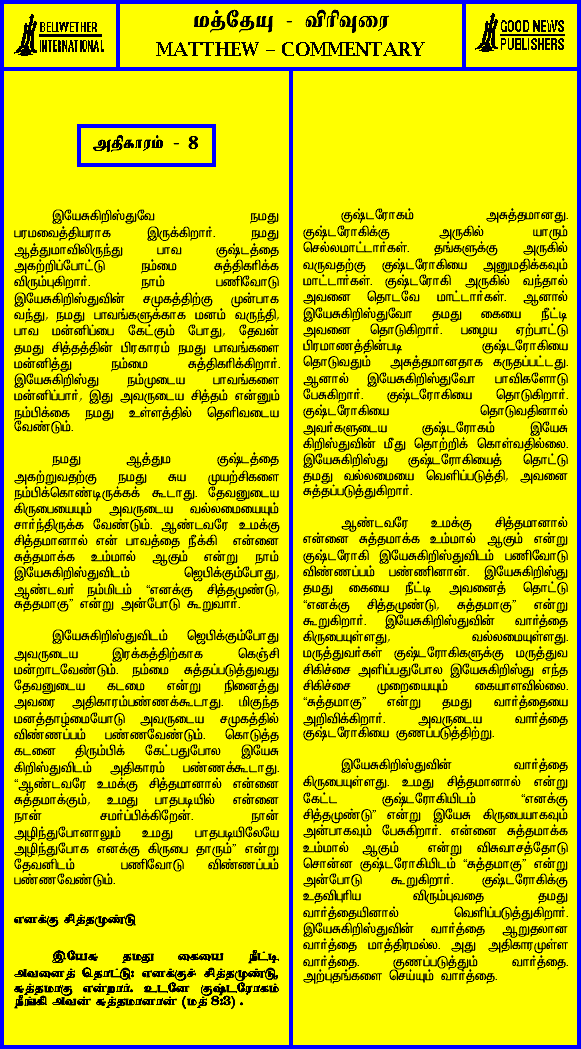 BELLWETHER
INTERNATIONAL
மத்தேயு - விரிவுரை
MATTHEW – COMMENTARY
GOOD NEWS
PUBLISHERS
அதிகாரம் - 8
இயேசுகிறிஸ்துவே நமது
பரமவைத்தியராக இருக்கிறார். நமது
ஆத்துமாவிலிருந்து பாவ குஷ்டத்தை
அகற்றிப்போட்டு நம்மை சுத்திகரிக்க
விரும்புகிறார். நாம் பணிவோடு
இயேசுகிறிஸ்துவின் சமுகத்திற்கு முன்பாக
வந்து, நமது பாவங்களுக்காக மனம் வருந்தி,
பாவ மன்னிப்பை கேட்கும் போது, தேவன்
தமது சித்தத்தின் பிரகாரம் நமது பாவங்களை
மன்னித்து நம்மை சுத்திகரிக்கிறார்.
இயேசுகிறிஸ்து நம்முடைய பாவங்களை
மன்னிப்பார், இது அவருடைய சித்தம் என்னும்
நம்பிக்கை நமது உள்ளத்தில் தெளிவடைய
வேண்டும்.
நமது ஆத்தும குஷ்டத்தை
அகற்றுவதற்கு நமது சுய முயற்சிகளை
நம்பிக்கொண்டிருக்கக் கூடாது. தேவனுடைய
கிருபையையும் அவருடைய வல்லமையையும்
சார்ந்திருக்க வேண்டும். ஆண்டவரே உமக்கு
சித்தமானால் என் பாவத்தை நீக்கி என்னை
சுத்தமாக்க உம்மால் ஆகும் என்று நாம்
இயேசுகிறிஸ்துவிடம் ஜெபிக்கும்போது,
ஆண்டவர் நம்மிடம் “எனக்கு சித்தமுண்டு,
சுத்தமாகு” என்று அன்போடு கூறுவார்.
இயேசுகிறிஸ்துவிடம் ஜெபிக்கும்போது
அவருடைய இரக்கத்திற்காக கெஞ்சி
மன்றாடவேண்டும். நம்மை சுத்தப்படுத்துவது
தேவனுடைய கடமை என்று நினைத்து
அவரை அதிகாரம்பண்ணக்கூடாது. மிகுந்த
மனத்தாழ்மையோடு அவருடைய சமுகத்தில்
விண்ணப்பம் பண்ணவேண்டும். கொடுத்த
கடனை திரும்பிக் கேட்பதுபோல இயேசு
கிறிஸ்துவிடம் அதிகாரம் பண்ணக்கூடாது.
“ஆண்டவரே உமக்கு சித்தமானால் என்னை
சுத்தமாக்கும், உமது பாதபடியில் என்னை
நான் சமர்ப்பிக்கிறேன். நான்
அழிந்துபோனாலும் உமது பாதபடியிலேயே
அழிந்துபோக எனக்கு கிருபை தாரும்” என்று
தேவனிடம் பணிவோடு விண்ணப்பம்
பண்ணவேண்டும்.
எனக்கு சித்தமுண்டு
இயேசு தமது கையை நீட்டி
அவனைத் தொட்டு: எனக்குச் சித்தமுண்டு,
சுத்தமாகு என்றார். உடனே குஷ்டரோகம்
நீங்கி அவன் சுத்தமானான் (மத் 8:3) .
குஷ்டரோகம் அசுத்தமானது.
குஷ்டரோகிக்கு அருகில் யாரும்
செல்லமாட்டார்கள். தங்களுக்கு அருகில்
வருவதற்கு குஷ்டரோகியை அனுமதிக்கவும்
மாட்டார்கள். குஷ்டரோகி அருகில் வந்தால்
அவனை தொடவே மாட்டார்கள். ஆனால்
இயேசுகிறிஸ்துவோ தமது கையை நீட்டி
அவனை தொடுகிறார். பழைய ஏற்பாட்டு
பிரமாணத்தின்படி குஷ்டரோகியை
தொடுவதும் அசுத்தமானதாக கருதப்பட்டது.
ஆனால் இயேசுகிறிஸ்துவோ பாவிகளோடு
பேசுகிறார். குஷ்டரோகியை தொடுகிறார்.
குஷ்டரோகியை தொடுவதினால்
அவர்களுடைய குஷ்டரோகம் இயேசு
கிறிஸ்துவின் மீது தொற்றிக் கொள்வதில்லை.
இயேசுகிறிஸ்து குஷ்டரோகியைத் தொட்டு
தமது வல்லமையை வெளிப்படுத்தி, அவனை
சுத்தப்படுத்துகிறார்.
ஆண்டவரே உமக்கு சித்தமானால்
என்னை சுத்தமாக்க உம்மால் ஆகும் என்று
குஷ்டரோகி இயேசுகிறிஸ்துவிடம் பணிவோடு
விண்ணப்பம் பண்ணினான். இயேசுகிறிஸ்து
தமது கையை நீட்டி அவனைத் தொட்டு
“எனக்கு சித்தமுண்டு, சுத்தமாகு” என்று
கூறுகிறார். இயேசுகிறிஸ்துவின் வார்த்தை
கிருபையுள்ளது, வல்லமையுள்ளது.
மருத்துவர்கள் குஷ்டரோகிகளுக்கு மருத்துவ
சிகிச்சை அளிப்பதுபோல இயேசுகிறிஸ்து எந்த
சிகிச்சை முறையையும் கையாளவில்லை.
“சுத்தமாகு” என்று தமது வார்த்தையை
அறிவிக்கிறார். அவருடைய வார்த்தை
குஷ்டரோகியை குணப்படுத்திற்று.
இயேசுகிறிஸ்துவின் வார்த்தை
கிருபையுள்ளது. உமது சித்தமானால் என்று
கேட்ட குஷ்டரோகியிடம் “எனக்கு
சித்தமுண்டு” என்று இயேசு கிருபையாகவும்
அன்பாகவும் பேசுகிறார். என்னை சுத்தமாக்க
உம்மால் ஆகும் என்று விசுவாசத்தோடு
சொன்ன குஷ்டரோகியிடம் “சுத்தமாகு” என்று
அன்போடு கூறுகிறார். குஷ்டரோகிக்கு
உதவிபுரிய விரும்புவதை தமது
வார்த்தையினால் வெளிப்படுத்துகிறார்.
இயேசுகிறிஸ்துவின் வார்த்தை ஆறுதலான
வார்த்தை மாத்திரமல்ல. அது அதிகாரமுள்ள
வார்த்தை. குணப்படுத்தும் வார்த்தை.
அற்புதங்களை செய்யும் வார்த்தை.